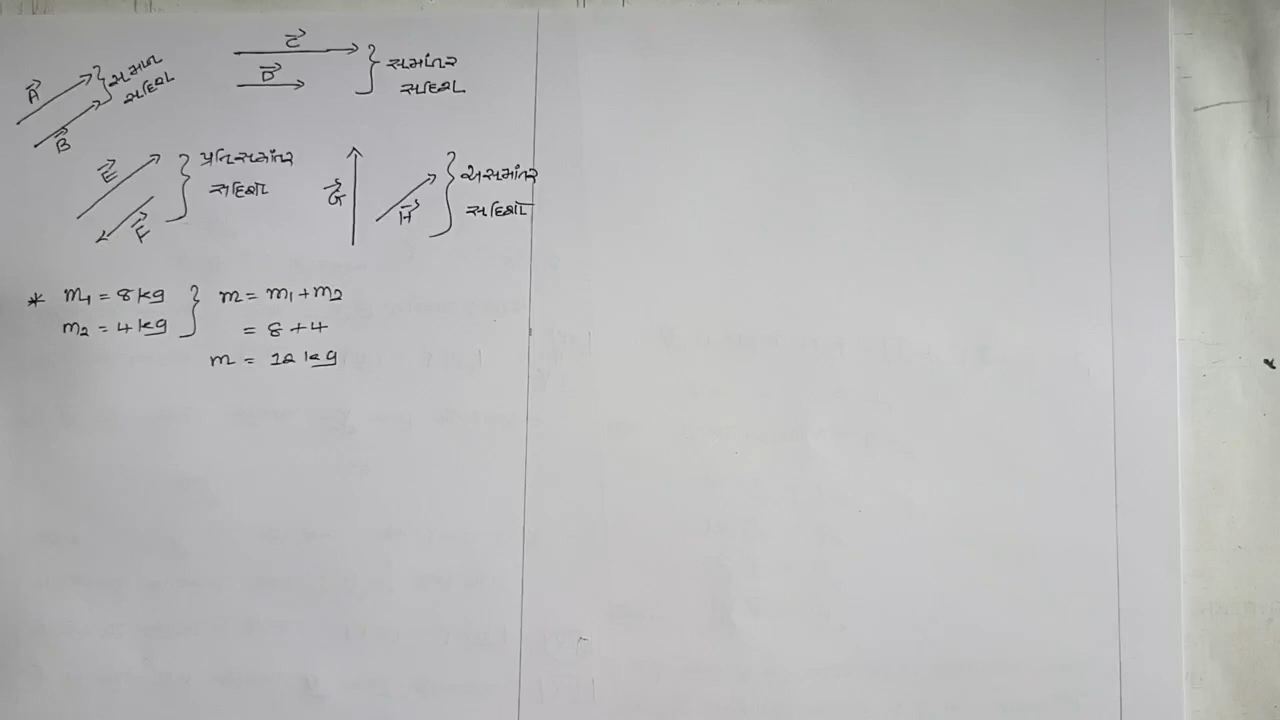 A⃗
B⃗
સમાન
સદિશ
C⃗
D⃗
સમાંતર
સદિશ
E⃗
F⃗
પ્રતિસમાંતર
સદિશો
G⃗
H⃗
અસમાંતર
સદિશો
* m₁ = 8 kg
m₂ = 4 kg
m = m₁ + m₂
= 8 + 4
m = 12 kg